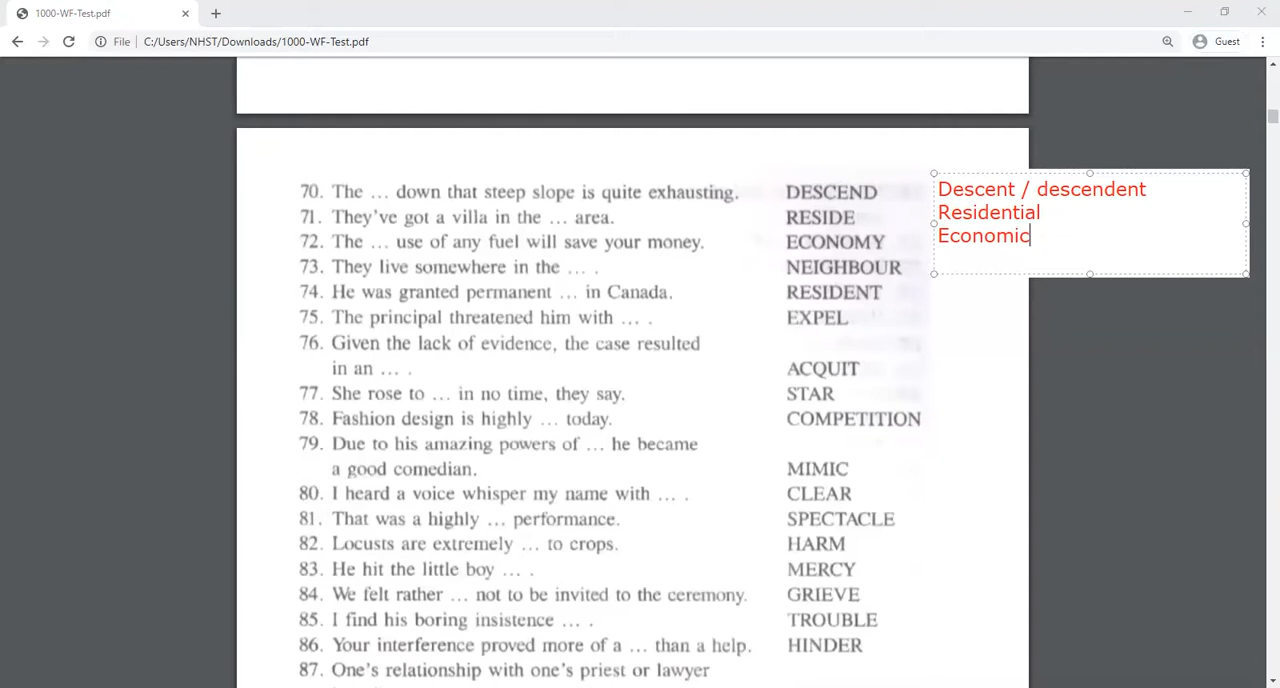 1000-WF-Test.pdf
File C:/Users/NHST/Downloads/1000-WF-Test.pdf Guest
70. The ... down that steep slope is quite exhausting. DESCEND
71. They've got a villa in the ... area. RESIDE
72. The ... use of any fuel will save your money. ECONOMY
73. They live somewhere in the ... . NEIGHBOUR
74. He was granted permanent ... in Canada. RESIDENT
75. The principal threatened him with ... . EXPEL
76. Given the lack of evidence, the case resulted
in an ... . ACQUIT
77. She rose to ... in no time, they say. STAR
78. Fashion design is highly ... today. COMPETITION
79. Due to his amazing powers of ... he became
a good comedian. MIMIC
80. I heard a voice whisper my name with ... . CLEAR
81. That was a highly ... performance. SPECTACLE
82. Locusts are extremely ... to crops. HARM
83. He hit the little boy ... . MERCY
84. We felt rather ... not to be invited to the ceremony. GRIEVE
85. I find his boring insistence ... . TROUBLE
86. Your interference proved more of a ... than a help. HINDER
87. One's relationship with one's priest or lawyer
Descent / descendent
Residential
Economic